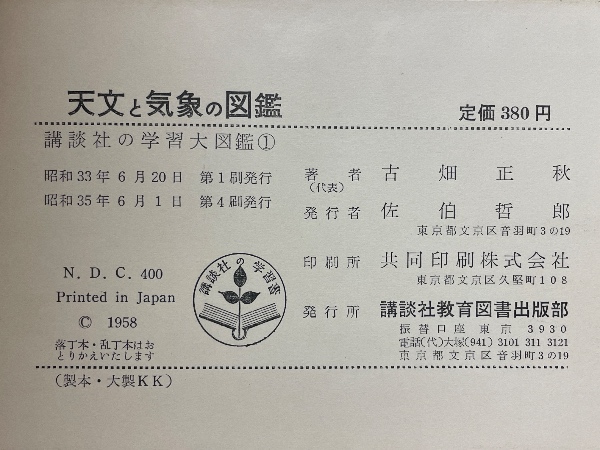 天文と気象の図鑑
定価 380 円
講談社の学習大図鑑①
昭和33年 6 月20日 第1刷発行
昭和35年 6 月 1 日 第4刷発行
著者 古畑正秋
(代表)
発行者 佐伯哲郎
東京都文京区音羽町3の19
印刷所 共同印刷株式会社
東京都文京区久堅町108
発行所 講談社教育図書出版部
振替口座 東京 3930
電話(代)大塚(941) 3101 311 3121
東京都文京区音羽町3の19
N. D. C. 400
Printed in Japan
© 1958
落丁本・乱丁本はお
とりかえいたします
講談社の学習書
(製本・大製KK)